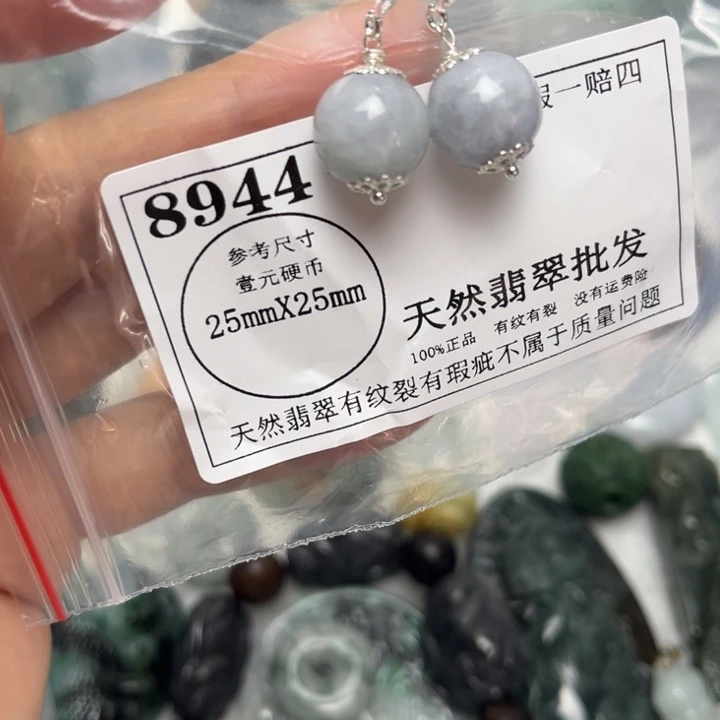 报一赔四
8944
参考尺寸
壹元硬币
25mmX25mm
天然翡翠批发
100%正品 有纹有裂 没有运费险
天然翡翠有纹裂有瑕疵不属于质量问题